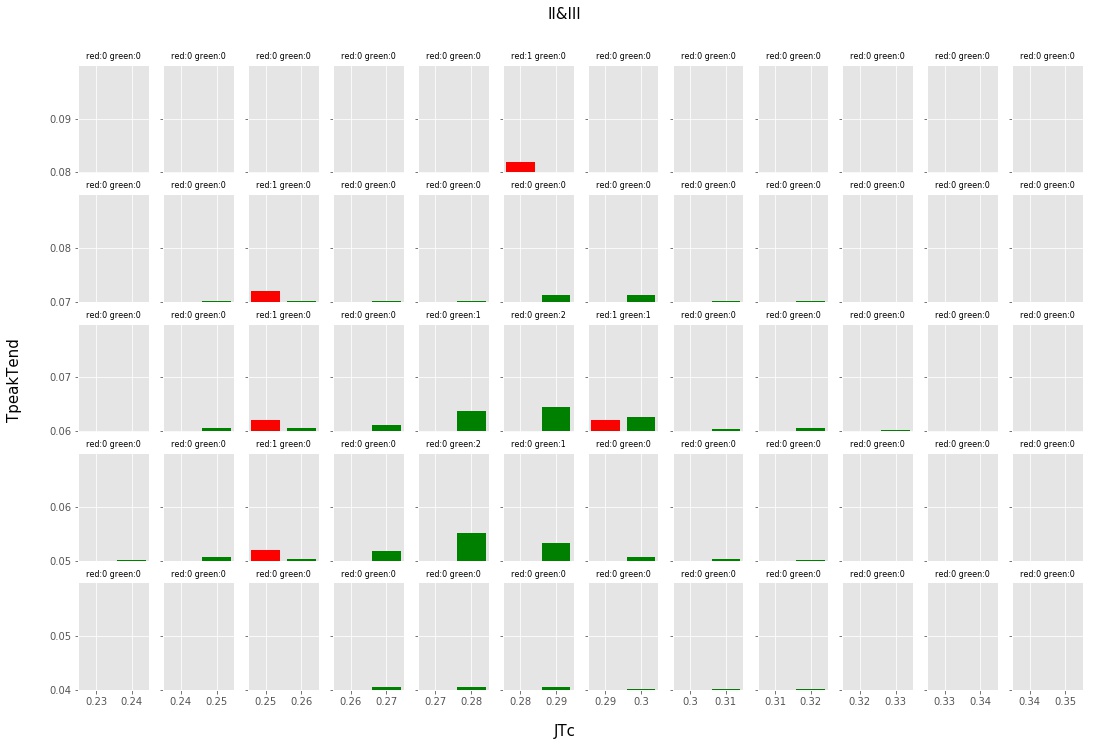 II&III
red:0 green:0 red:0 green:0 red:0 green:0 red:0 green:0 red:0 green:0 red:1 green:0 red:0 green:0 red:0 green:0 red:0 green:0 red:0 green:0 red:0 green:0 red:0 green:0
0.09
0.08
red:0 green:0 red:0 green:0 red:1 green:0 red:0 green:0 red:0 green:0 red:0 green:0 red:0 green:0 red:0 green:0 red:0 green:0 red:0 green:0 red:0 green:0 red:0 green:0
0.08
0.07
red:0 green:0 red:0 green:0 red:1 green:0 red:0 green:1 red:0 green:1 red:0 green:2 red:1 green:1 red:0 green:0 red:0 green:0 red:0 green:0 red:0 green:0 red:0 green:0
TpeakTend
0.07
0.06
red:0 green:0 red:0 green:0 red:1 green:0 red:0 green:0 red:0 green:2 red:0 green:1 red:0 green:0 red:0 green:0 red:0 green:0 red:0 green:0 red:0 green:0 red:0 green:0
0.06
0.05
red:0 green:0 red:0 green:0 red:0 green:0 red:0 green:0 red:0 green:0 red:0 green:0 red:0 green:0 red:0 green:0 red:0 green:0 red:0 green:0 red:0 green:0 red:0 green:0
0.05
0.04
0.23 0.24 0.24 0.25 0.25 0.26 0.26 0.27 0.27 0.28 0.28 0.29 0.29 0.3 0.3 0.31 0.31 0.32 0.32 0.33 0.33 0.34 0.34 0.35
JTc